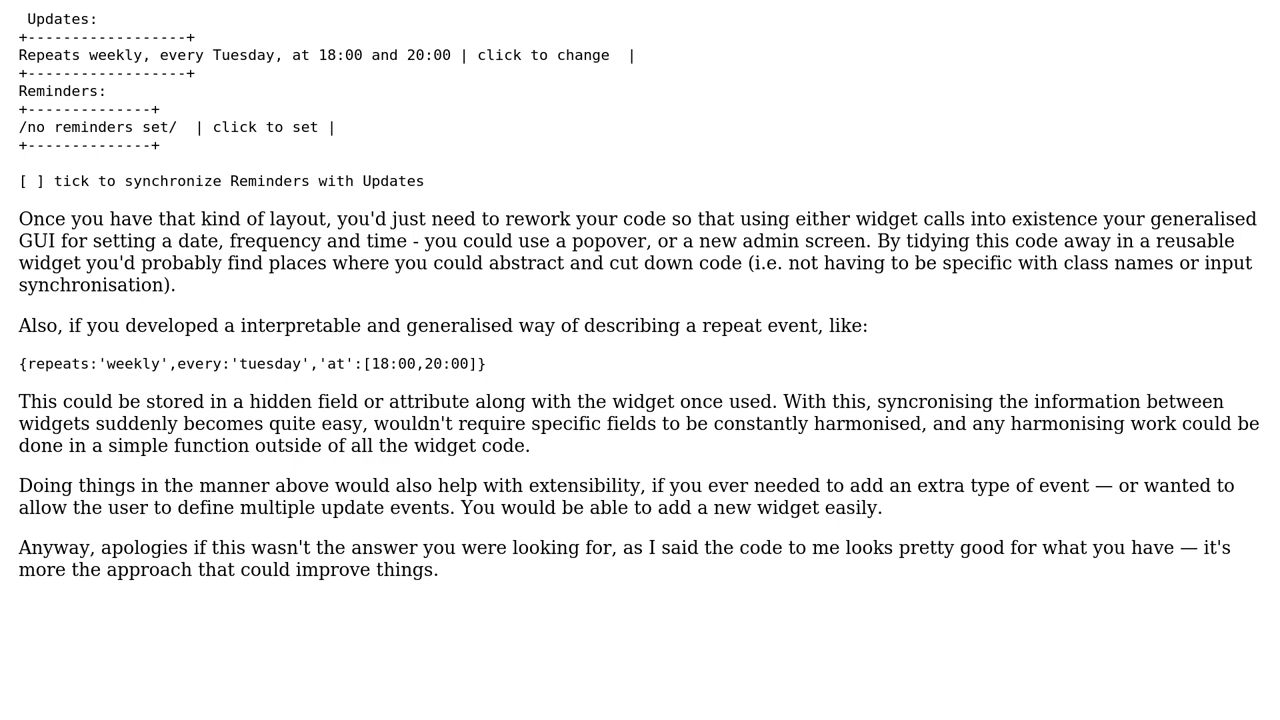 Updates:
+------------------+
Repeats weekly, every Tuesday, at 18:00 and 20:00 | click to change  |
+------------------+
Reminders:
+--------------+
/no reminders set/  | click to set |
+--------------+
[ ] tick to synchronize Reminders with Updates
Once you have that kind of layout, you'd just need to rework your code so that using either widget calls into existence your generalised
GUI for setting a date, frequency and time - you could use a popover, or a new admin screen. By tidying this code away in a reusable
widget you'd probably find places where you could abstract and cut down code (i.e. not having to be specific with class names or input
synchronisation).
Also, if you developed a interpretable and generalised way of describing a repeat event, like:
{repeats:'weekly',every:'tuesday','at':[18:00,20:00]}
This could be stored in a hidden field or attribute along with the widget once used. With this, syncronising the information between
widgets suddenly becomes quite easy, wouldn't require specific fields to be constantly harmonised, and any harmonising work could be
done in a simple function outside of all the widget code.
Doing things in the manner above would also help with extensibility, if you ever needed to add an extra type of event — or wanted to
allow the user to define multiple update events. You would be able to add a new widget easily.
Anyway, apologies if this wasn't the answer you were looking for, as I said the code to me looks pretty good for what you have — it's
more the approach that could improve things.